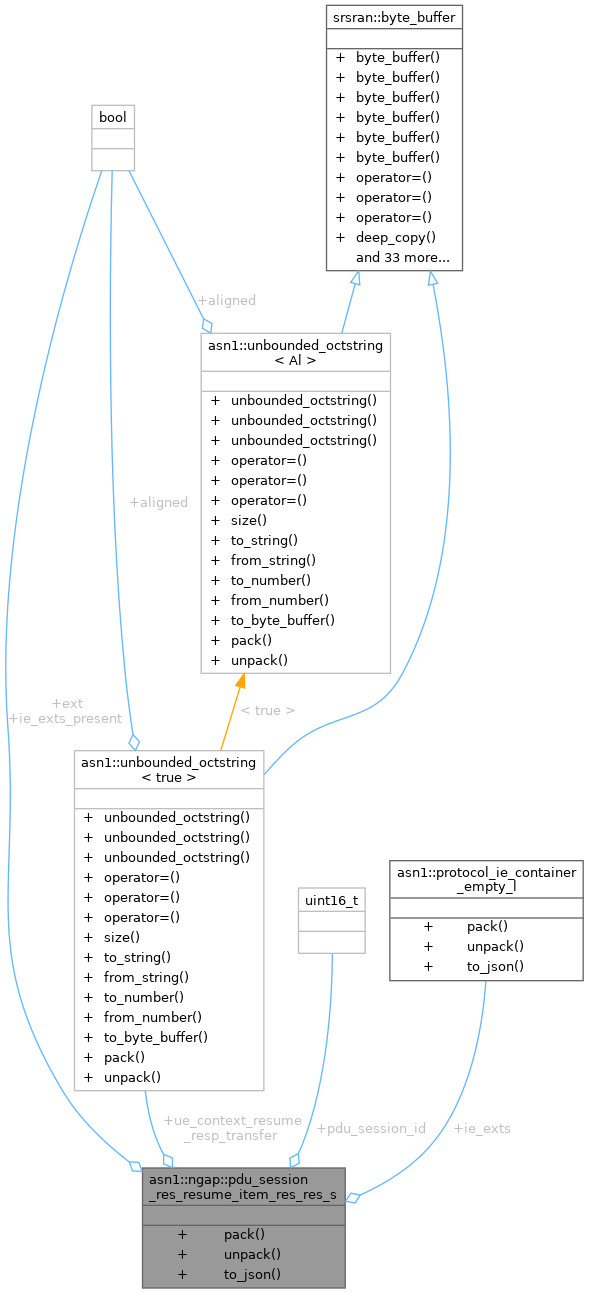 srsran::byte_buffer
+ byte_buffer()
+ byte_buffer()
+ byte_buffer()
+ byte_buffer()
+ byte_buffer()
+ byte_buffer()
+ operator=()
+ operator=()
+ operator=()
+ deep_copy()
and 33 more...
bool
+aligned
asn1::unbounded_octstring
< Al >
+ unbounded_octstring()
+ unbounded_octstring()
+ unbounded_octstring()
+ operator=()
+ operator=()
+ operator=()
+ size()
+ to_string()
+ from_string()
+ to_number()
+ from_number()
+ to_byte_buffer()
+ pack()
+ unpack()
+aligned
+ext
+ie_exts_present
< true >
asn1::unbounded_octstring
< true >
+ unbounded_octstring()
+ unbounded_octstring()
+ unbounded_octstring()
+ operator=()
+ operator=()
+ operator=()
+ size()
+ to_string()
+ from_string()
+ to_number()
+ from_number()
+ to_byte_buffer()
+ pack()
+ unpack()
uint16_t
asn1::protocol_ie_container
_empty_l
+ pack()
+ unpack()
+ to_json()
+ue_context_resume
_resp_transfer
+pdu_session_id
+ie_exts
asn1::ngap::pdu_session
_res_resume_item_res_res_s
+ pack()
+ unpack()
+ to_json()